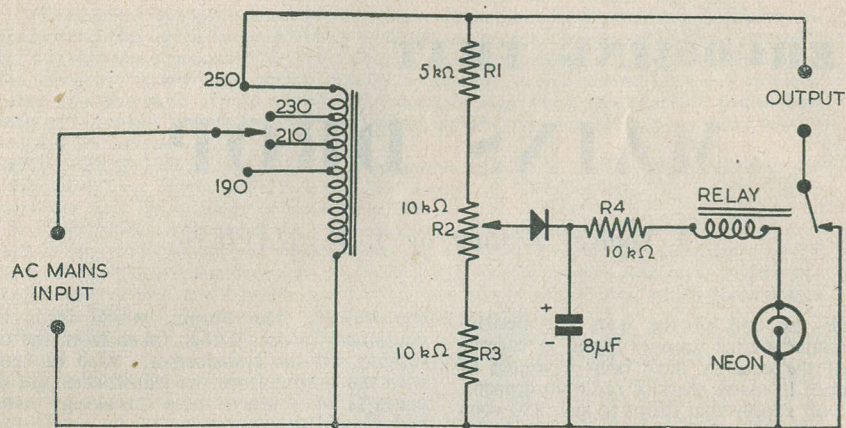 250
230
210
190
AC MAINS
INPUT
5kΩ R1
10kΩ
R2
10kΩ R3
R4
10kΩ
+
-
8µF
RELAY
OUTPUT
NEON